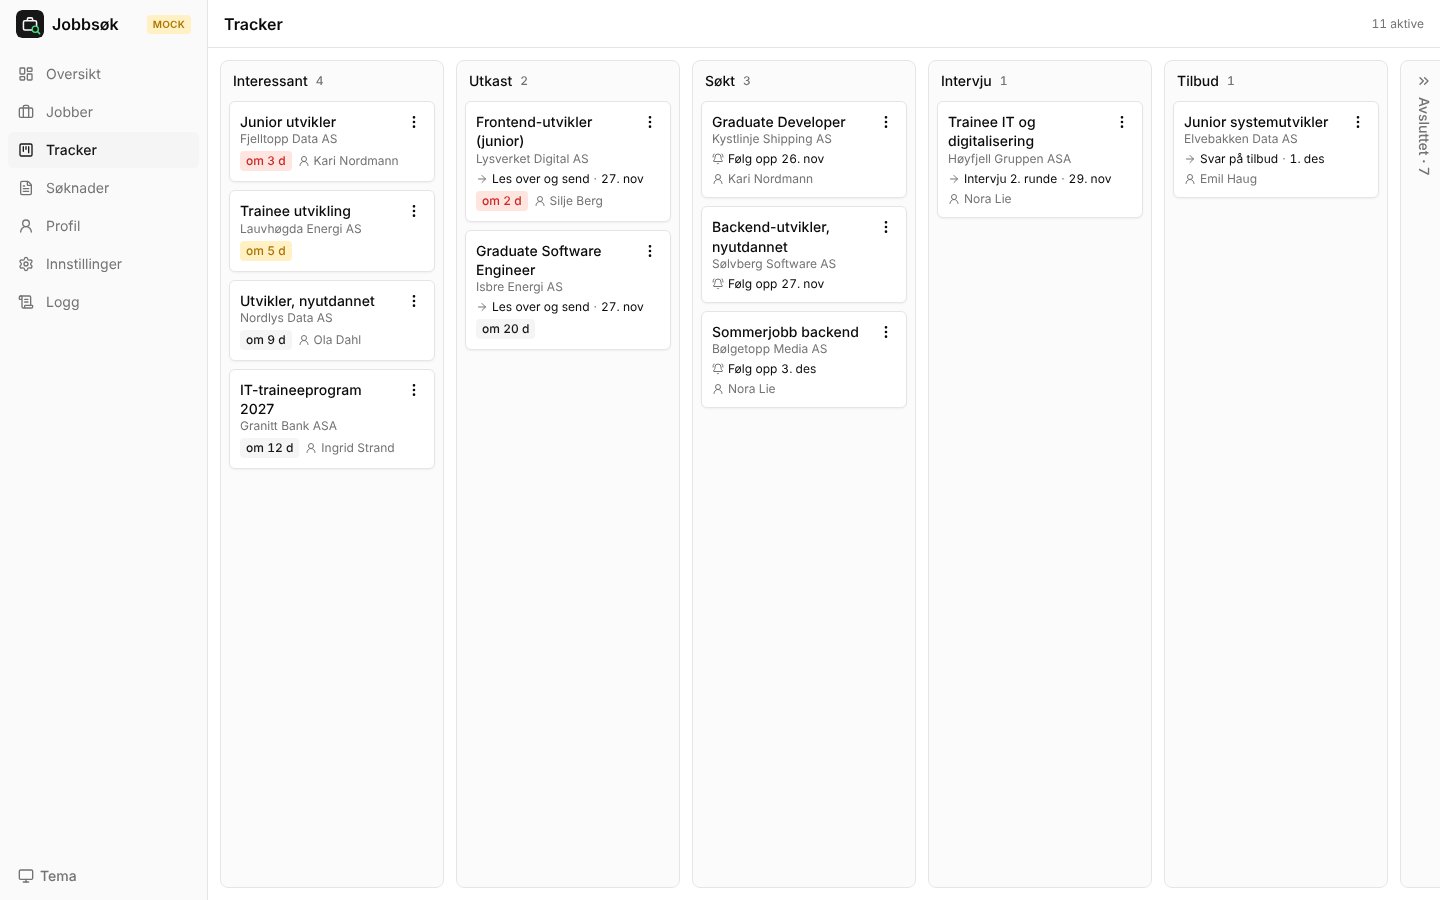 Jobbsøk
MOCK
Oversikt
Jobber
Tracker
Søknader
Profil
Innstillinger
Logg
Tema
Tracker
11 aktive
Interessant 4
Junior utvikler
Fjelltopp Data AS
om 3 d Kari Nordmann
Trainee utvikling
Lauvhøgda Energi AS
om 5 d
Utvikler, nyutdannet
Nordlys Data AS
om 9 d Ola Dahl
IT-traineeprogram
2027
Granitt Bank ASA
om 12 d Ingrid Strand
Utkast 2
Frontend-utvikler
(junior)
Lysverket Digital AS
→ Les over og send · 27. nov
om 2 d Silje Berg
Graduate Software
Engineer
Isbre Energi AS
→ Les over og send · 27. nov
om 20 d
Søkt 3
Graduate Developer
Kystlinje Shipping AS
Følg opp 26. nov
Kari Nordmann
Backend-utvikler,
nyutdannet
Sølvberg Software AS
Følg opp 27. nov
Sommerjobb backend
Bølgetopp Media AS
Følg opp 3. des
Nora Lie
Intervju 1
Trainee IT og
digitalisering
Høyfjell Gruppen ASA
→ Intervju 2. runde · 29. nov
Nora Lie
Tilbud 1
Junior systemutvikler
Elvebakken Data AS
→ Svar på tilbud · 1. des
Emil Haug
Avsluttet · 7